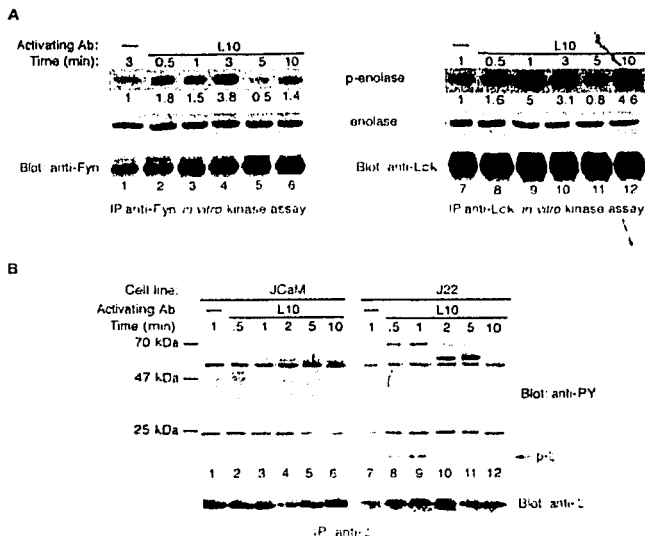 A
Activating Ab: — L10 — L10
Time (min): 3 0.5 1 3 5 10 1 0.5 1 3 5 10
p-enolase
1 1.8 1.5 3.8 0.5 1.4 1 1.6 5 3.1 0.8 4 6
enolase
Blot: anti-Fyn Blot: anti-Lck
1 2 3 4 5 6 7 8 9 10 11 12
IP anti-Fyn in vitro kinase assay IP anti-Lck in vitro kinase assay
B
Cell line: JCaM J22
Activating Ab — L10 — L10
Time (min) 1 .5 1 2 5 10 1 .5 1 2 5 10
70 kDa
47 kDa
Blot: anti-PY
25 kDa
1 2 3 4 5 6 7 8 9 10 11 12
Blot: anti-
IP: anti-